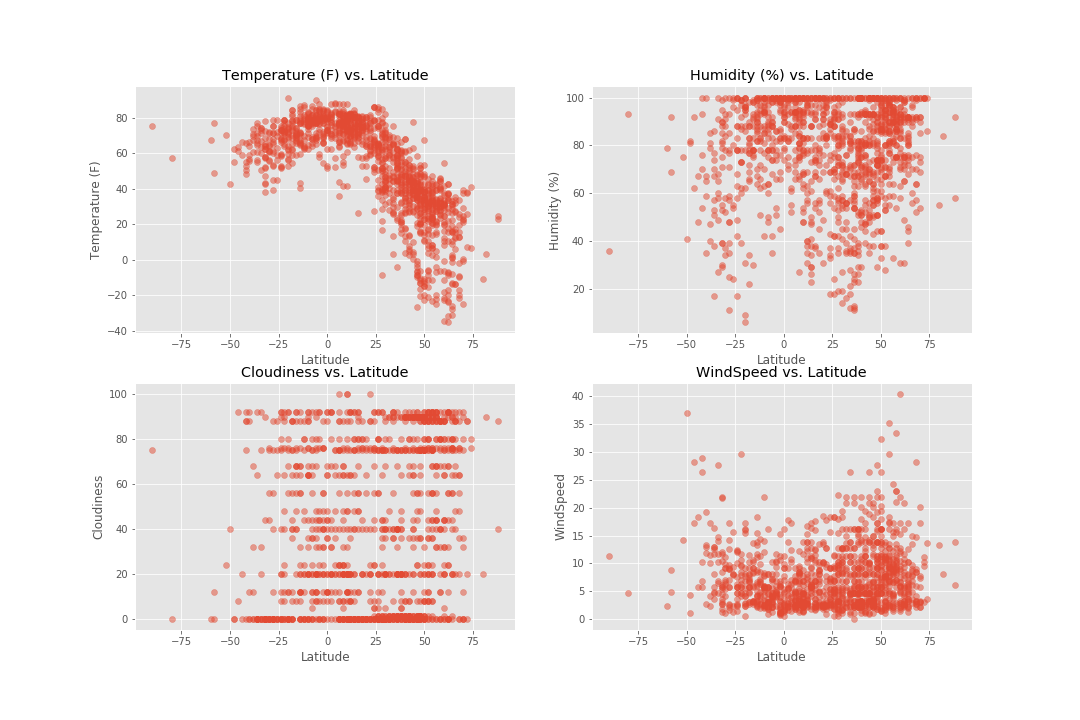 Temperature (F) vs. Latitude
Temperature (F)
80
60
40
20
0
−20
−40
−75 −50 −25 0 25 50 75
Latitude
Humidity (%) vs. Latitude
Humidity (%)
100
80
60
40
20
−75 −50 −25 0 25 50 75
Latitude
Cloudiness vs. Latitude
Cloudiness
100
80
60
40
20
0
−75 −50 −25 0 25 50 75
Latitude
WindSpeed vs. Latitude
WindSpeed
40
35
30
25
20
15
10
5
0
−75 −50 −25 0 25 50 75
Latitude